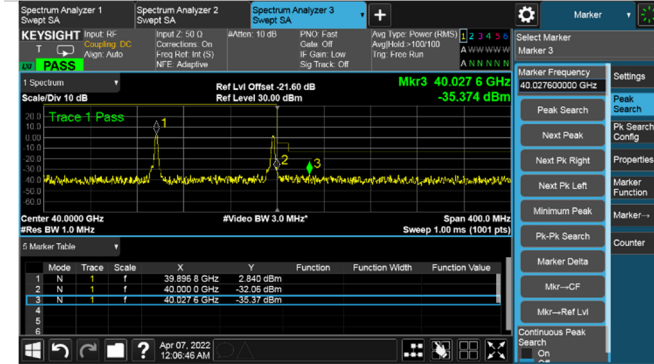 Spectrum Analyzer 1
Swept SA
Spectrum Analyzer 2
Swept SA
Spectrum Analyzer 3
Swept SA
+
Marker
KEYSIGHT
Input: RF
Coupling: DC
Align: Auto
Input Z: 50 Ω
Corrections: On
Freq Ref: Int (S)
NFE: Adaptive
#Atten: 10 dB
PNO: Fast
Gate: Off
IF Gain: Low
Sig Track: Off
Avg Type: Power (RMS)
Avg|Hold >100/100
Trig: Free Run
1 2 3 4 5 6
A W W W W W
A N N N N N
T
PASS
Select Marker
Marker 3
1 Spectrum
Scale/Div 10 dB
Ref Lvl Offset -21.60 dB
Ref Level 30.00 dBm
Mkr3 40.027 6 GHz
-35.374 dBm
Trace 1 Pass
20.0
10.0
0.00
-10.0
-20.0
-30.0
-40.0
-50.0
-60.0
1
2
3
Center 40.0000 GHz
#Res BW 1.0 MHz
#Video BW 3.0 MHz*
Span 400.0 MHz
Sweep 1.00 ms (1001 pts)
5 Marker Table
Mode Trace Scale X Y Function Function Width Function Value
1 N 1 f 39.896 8 GHz 2.840 dBm
2 N 1 f 40.000 0 GHz -32.06 dBm
3 N 1 f 40.027 6 GHz -35.37 dBm
4
5
6
Marker Frequency
40.027600000 GHz
Peak Search
Next Peak
Next Pk Right
Next Pk Left
Minimum Peak
Pk-Pk Search
Marker Delta
Mkr→CF
Mkr→Ref Lvl
Continuous Peak
Search
On
Off
Settings
Peak
Search
Pk Search
Config
Properties
Marker
Function
Marker→
Counter
?
Apr 07, 2022
12:06:46 AM